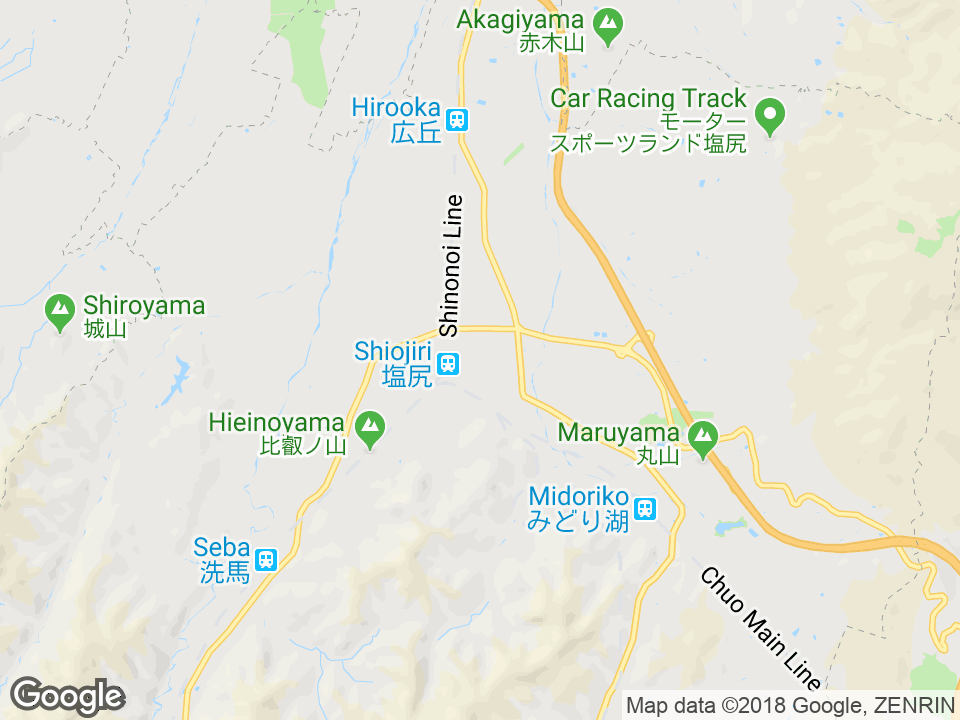 Akagiyama
赤木山
Car Racing Track
モーター
スポーツランド塩尻
Hirooka
広丘
Shinonoi Line
Shiroyama
城山
Shiojiri
塩尻
Hieinoyama
比叡ノ山
Maruyama
丸山
Midoriko
みどり湖
Seba
洗馬
Chuo Main Line
Google
Map data ©2018 Google, ZENRIN